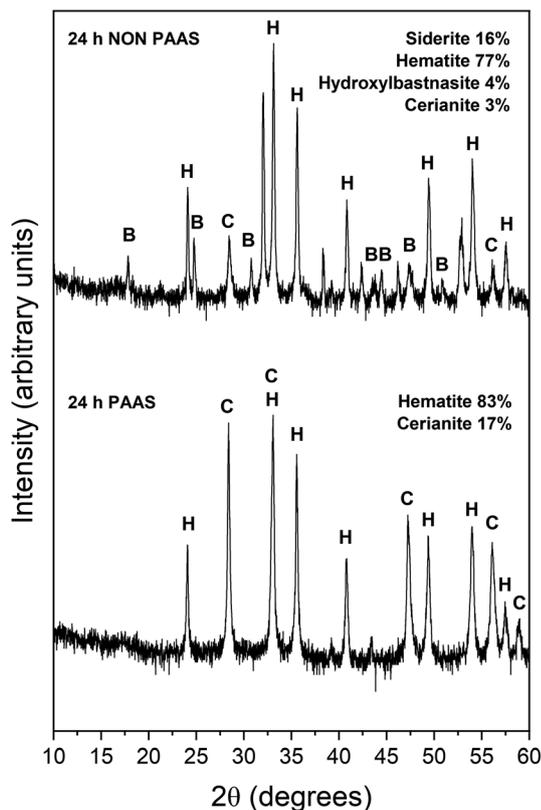 24 h NON PAAS
Siderite 16%
Hematite 77%
Hydroxylbastnasite 4%
Cerianite 3%
H
H
H
H
H
B
B
C
B
H
B B
B
H
B
C
H
24 h PAAS
Hematite 83%
Cerianite 17%
C
H
C
H
H
H
C
H
H
C
H
C
Intensity (arbitrary units)
10 15 20 25 30 35 40 45 50 55 60
2θ (degrees)